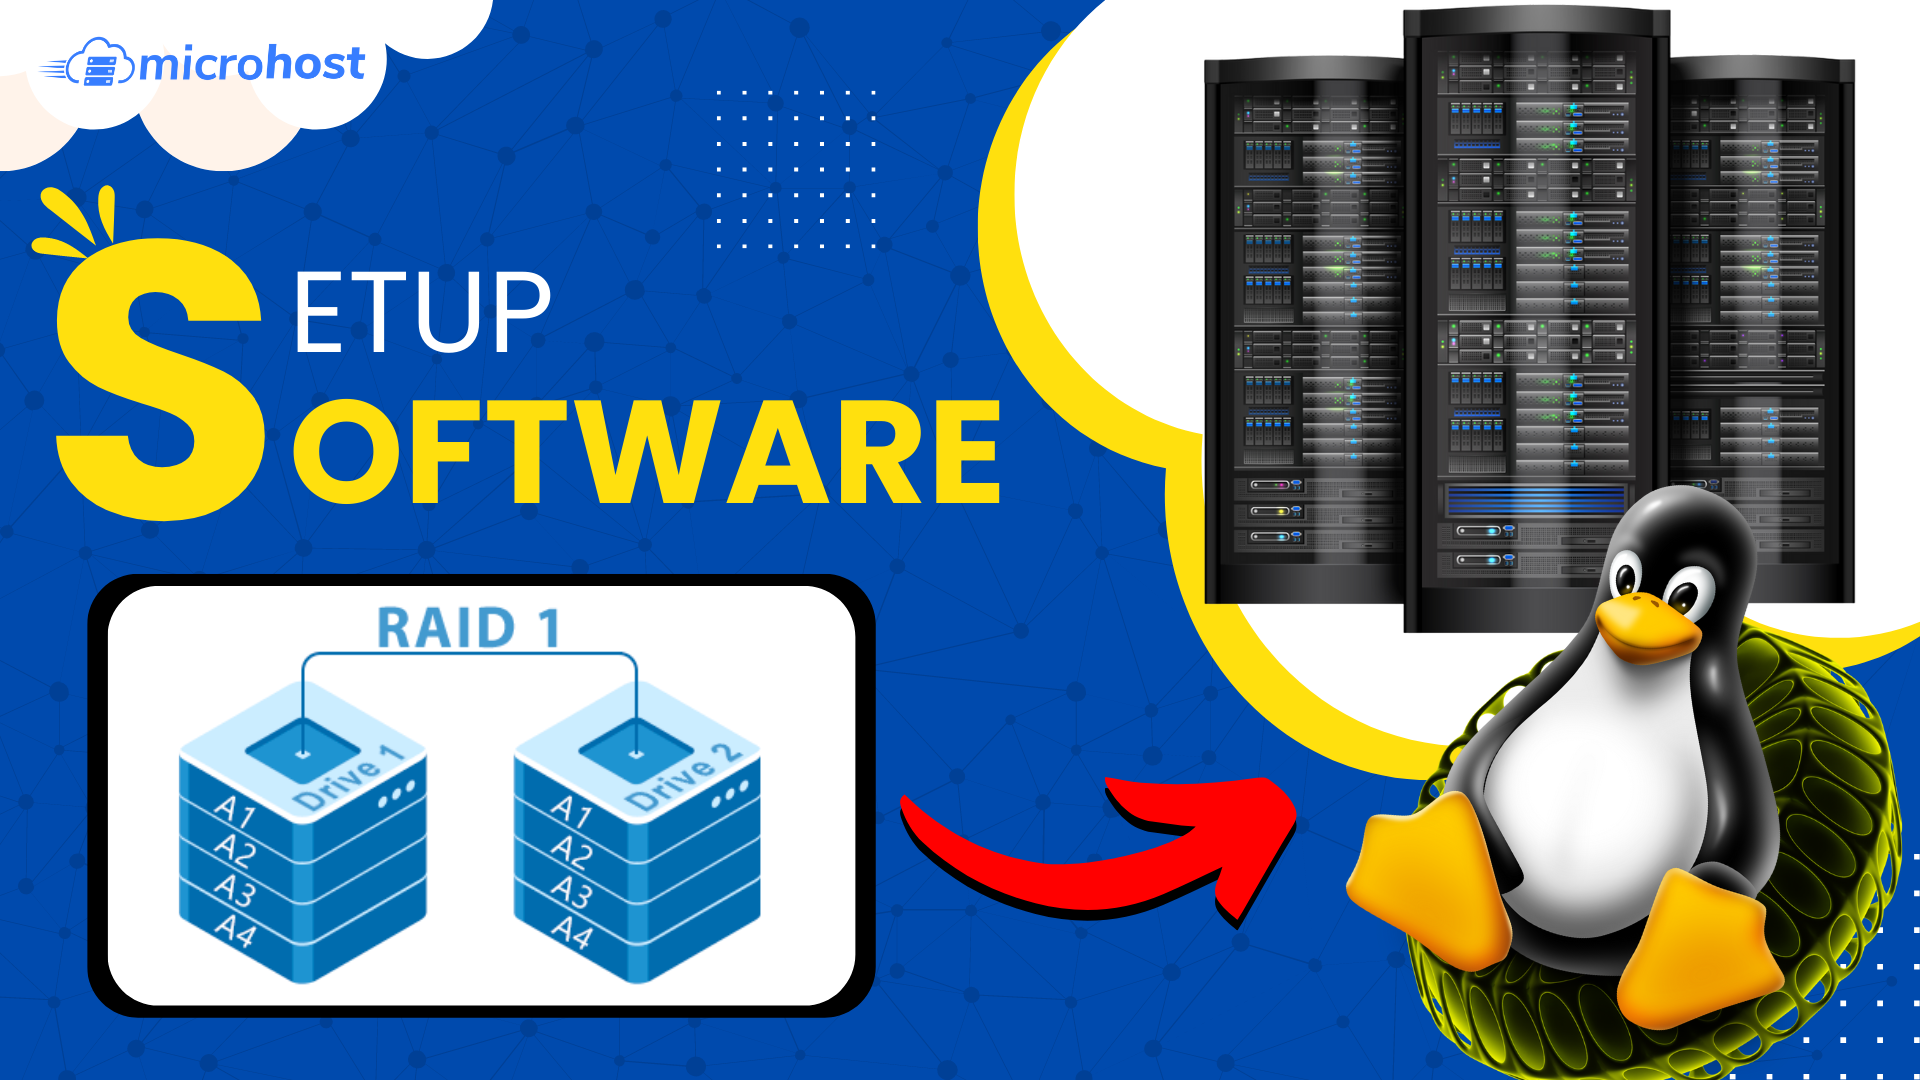 microhost
SETUP
SOFTWARE
RAID 1
Drive 1
A1
A2
A3
A4
Drive 2
A1
A2
A3
A4